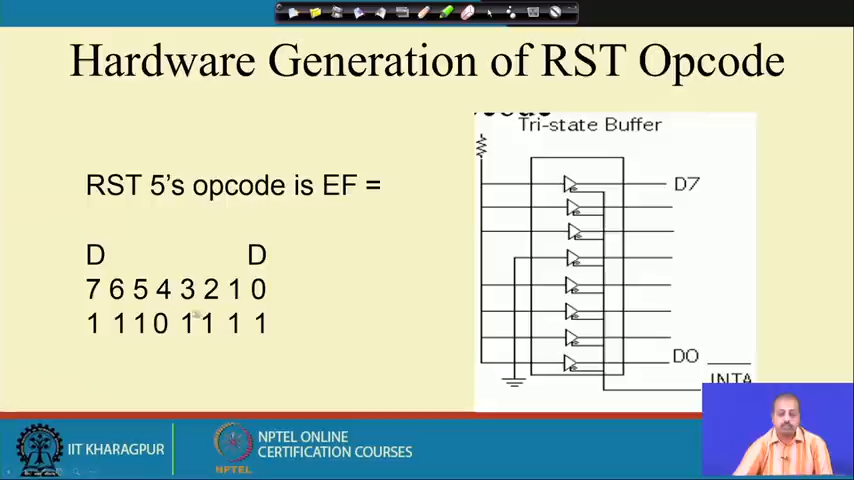 Hardware Generation of RST Opcode
Tri-state Buffer
RST 5's opcode is EF =
D D
7 6 5 4 3 2 1 0
1 1 1 0 1 1 1 1
D7
D0
INTA
IIT KHARAGPUR
NPTEL
NPTEL ONLINE
CERTIFICATION COURSES